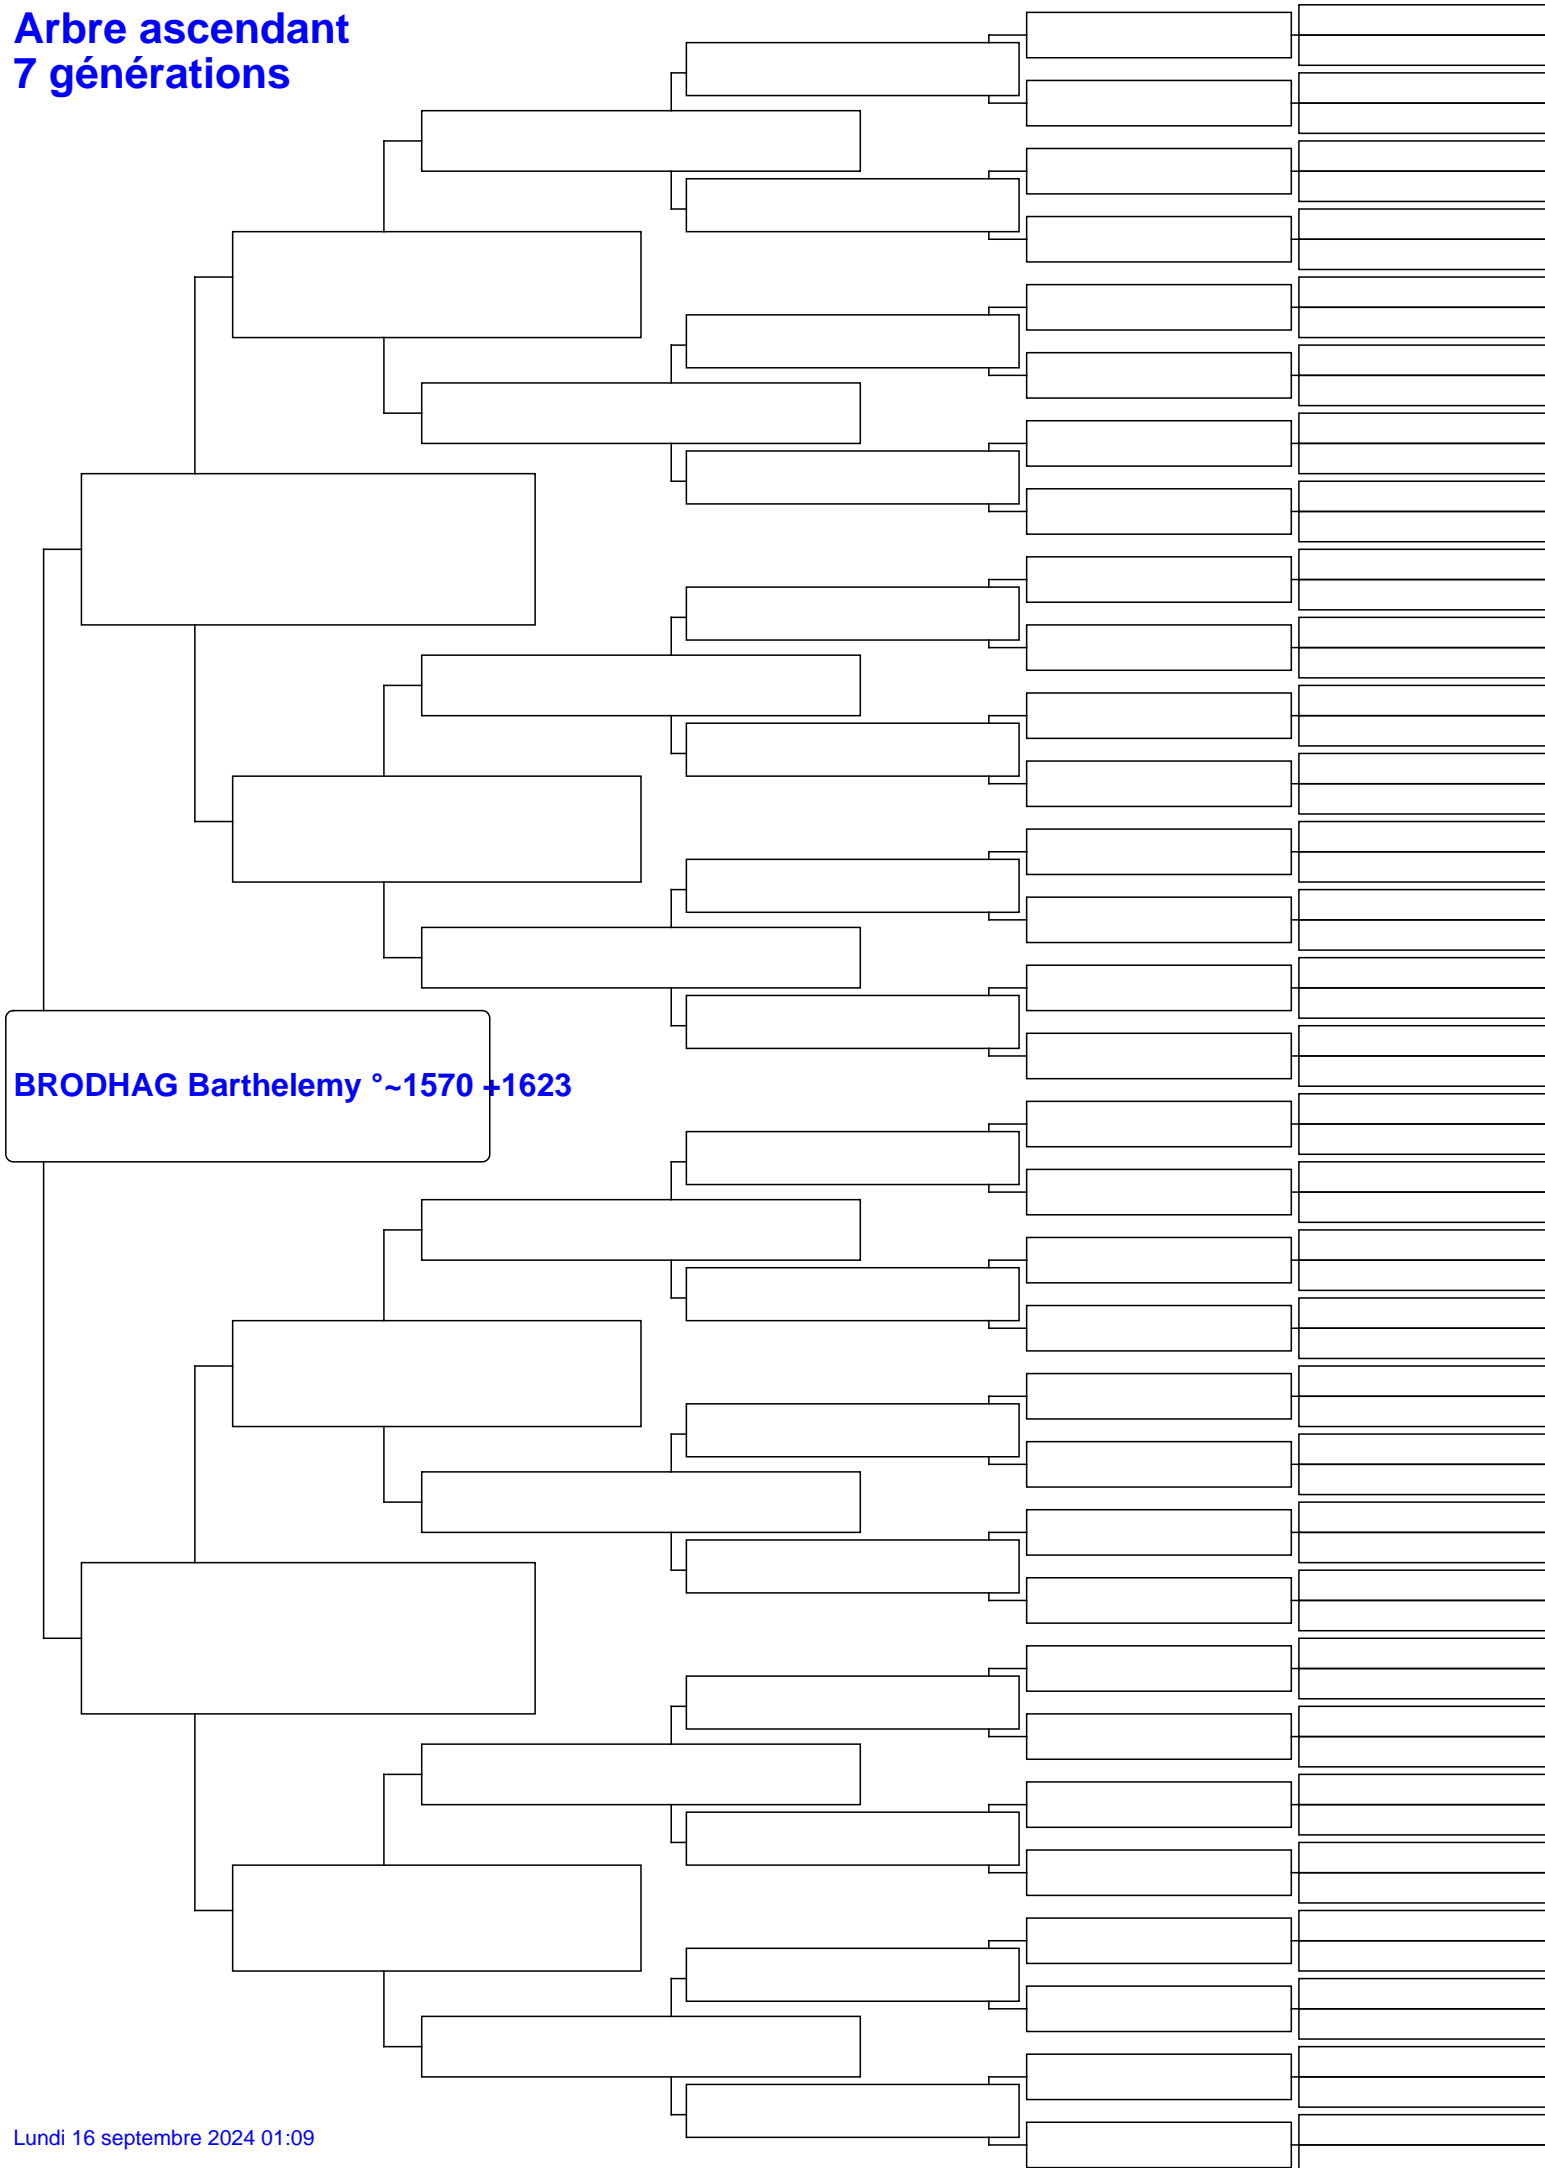 Arbre ascendant
7 générations
BRODHAG Barthelemy °~1570 +1623
Lundi 16 septembre 2024 01:09